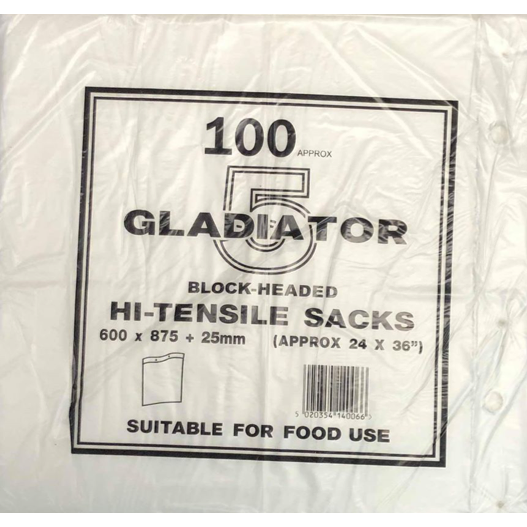 100 APPROX
5
GLADIATOR
BLOCK-HEADED
HI-TENSILE SACKS
600 x 875 + 25mm (APPROX 24 X 36")
5 020354 140066
SUITABLE FOR FOOD USE